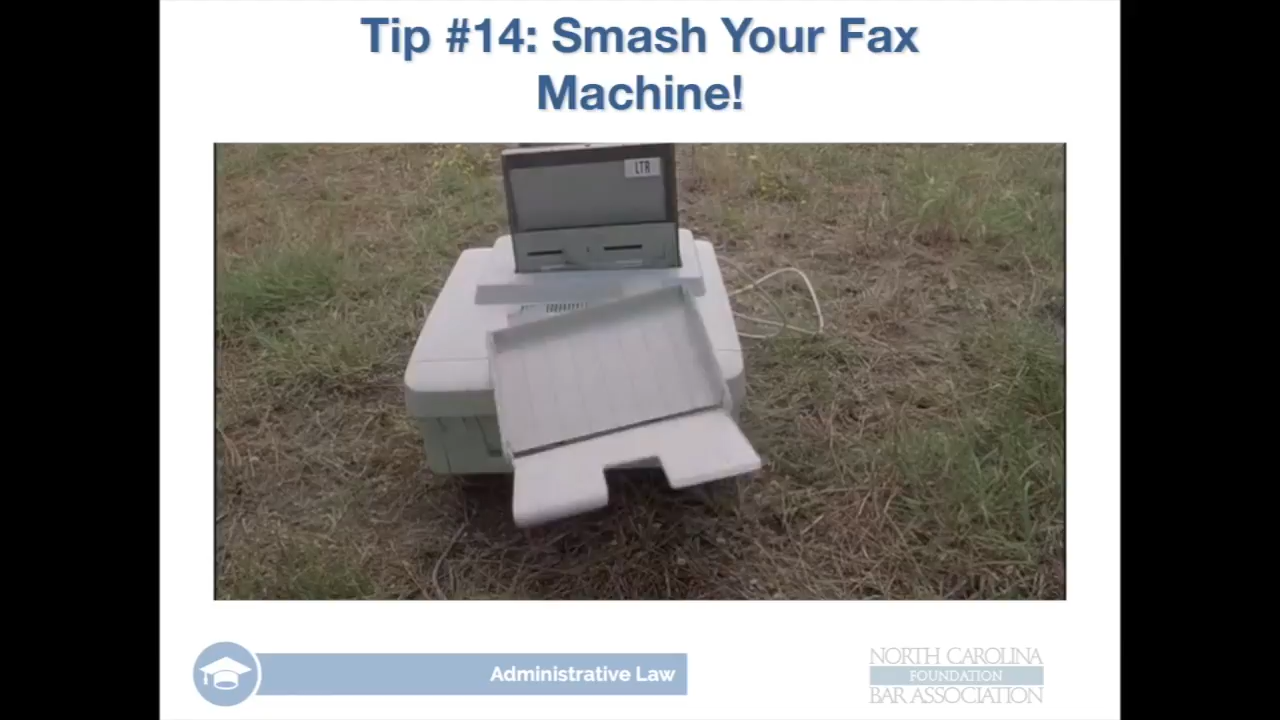 Tip #14: Smash Your Fax
Machine!
LTR
Administrative Law
NORTH CAROLINA
FOUNDATION
BAR ASSOCIATION